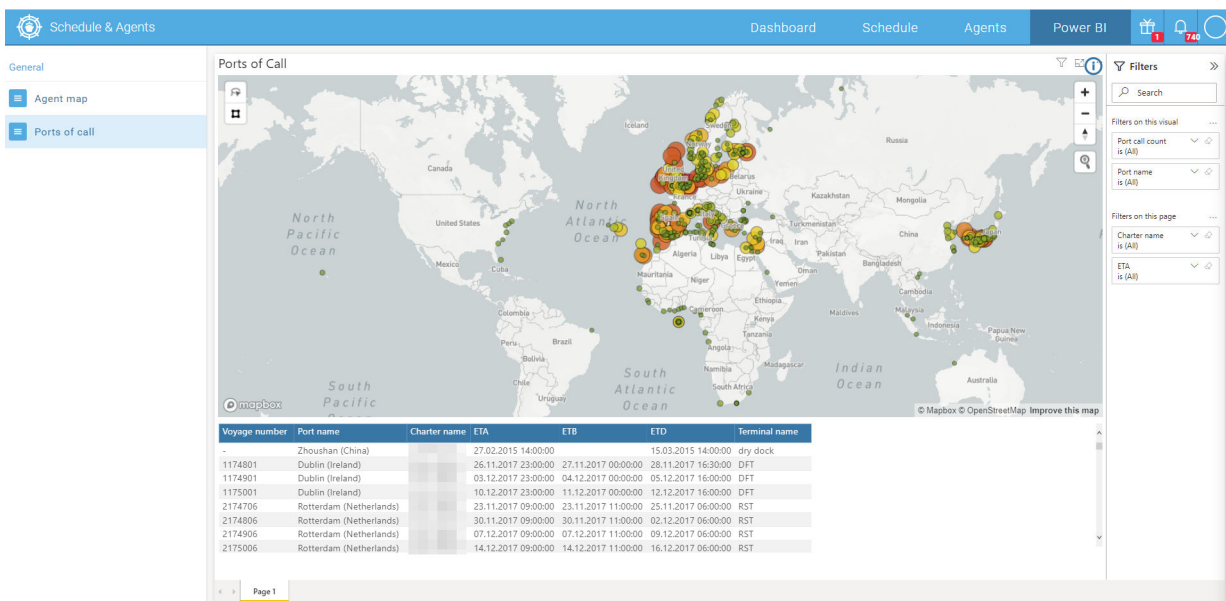 Schedule & Agents
Dashboard
Schedule
Agents
Power BI
1
740
General
Agent map
Ports of call
Ports of Call
Iceland
Sweden
Norway
Russia
Canada
United Kingdom
Belarus
Ukraine
France
Kazakhstan
Mongolia
North Pacific Ocean
United States
North Atlantic Ocean
Spain
Turkmenistan
China
Japan
Algeria
Libya
Egypt
Iraq
Iran
Pakistan
Mexico
Cuba
Mauritania
Niger
Oman
Bangladesh
Yemen
Cambodia
Colombia
Cameroon
Ethiopia
Kenya
Maldives
Malaysia
Indonesia
Papua New Guinea
Peru
Brazil
Tanzania
Angola
Bolivia
South Pacific
Chile
Uruguay
South Atlantic Ocean
Namibia
Madagascar
South Africa
Indian Ocean
Australia
mapbox
© Mapbox © OpenStreetMap Improve this map
Filters
Search
Filters on this visual
Port call count
is (All)
Port name
is (All)
Filters on this page
Charter name
is (All)
ETA
is (All)
Voyage number Port name Charter name ETA ETB ETD Terminal name
- Zhoushan (China) 27.02.2015 14:00:00 15.03.2015 14:00:00 dry dock
1174801 Dublin (Ireland) 26.11.2017 23:00:00 27.11.2017 00:00:00 28.11.2017 16:30:00 DFT
1174901 Dublin (Ireland) 03.12.2017 23:00:00 04.12.2017 00:00:00 05.12.2017 16:00:00 DFT
1175001 Dublin (Ireland) 10.12.2017 23:00:00 11.12.2017 00:00:00 12.12.2017 16:00:00 DFT
2174706 Rotterdam (Netherlands) 23.11.2017 09:00:00 23.11.2017 11:00:00 25.11.2017 06:00:00 RST
2174806 Rotterdam (Netherlands) 30.11.2017 09:00:00 30.11.2017 11:00:00 02.12.2017 06:00:00 RST
2174906 Rotterdam (Netherlands) 07.12.2017 09:00:00 07.12.2017 11:00:00 09.12.2017 06:00:00 RST
2175006 Rotterdam (Netherlands) 14.12.2017 09:00:00 14.12.2017 11:00:00 16.12.2017 06:00:00 RST
Page 1